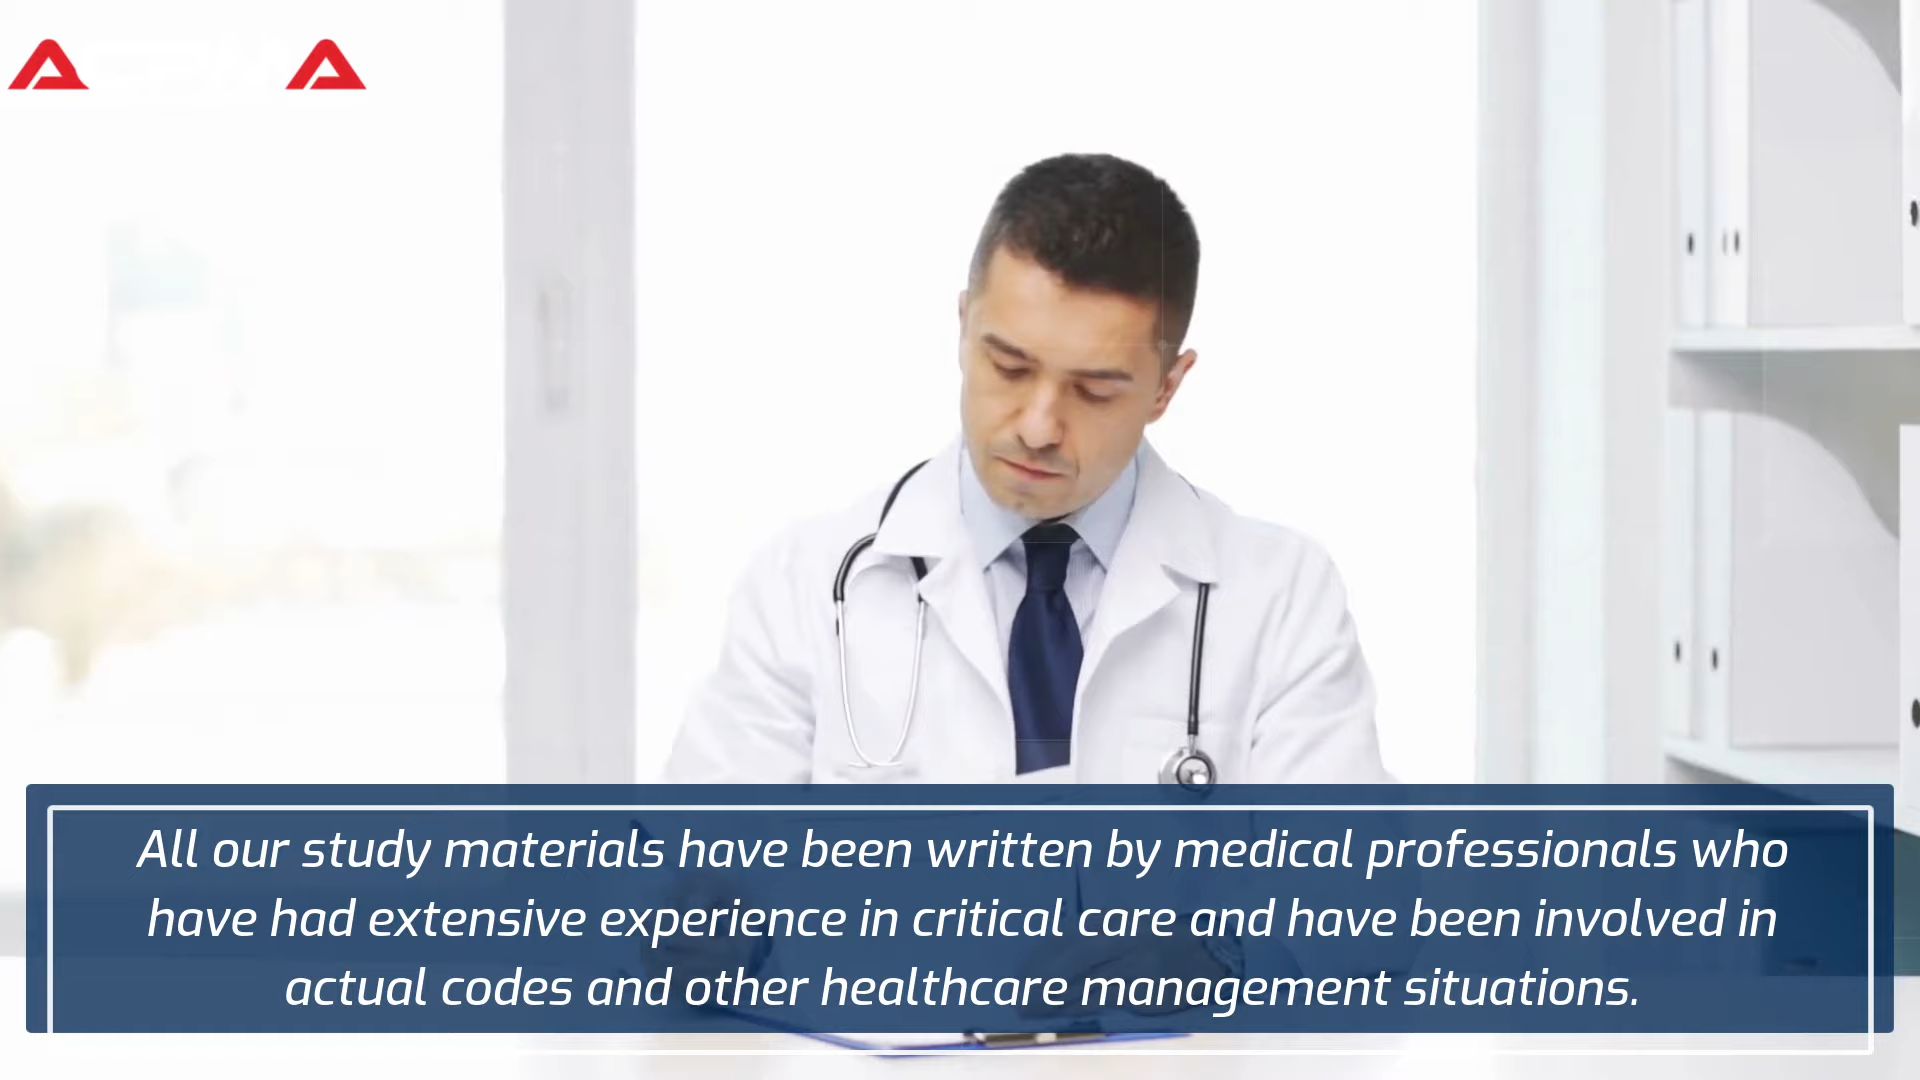 All our study materials have been written by medical professionals who
have had extensive experience in critical care and have been involved in
actual codes and other healthcare management situations.